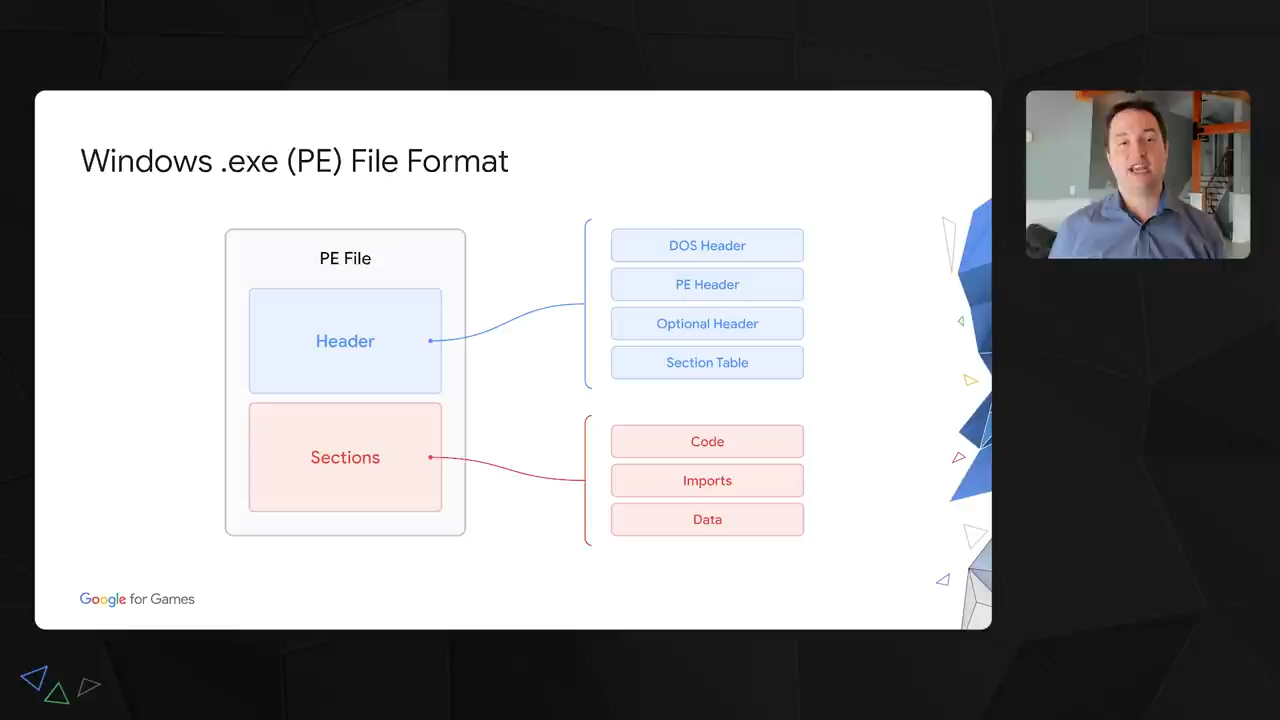 Windows .exe (PE) File Format
PE File
Header
Sections
DOS Header
PE Header
Optional Header
Section Table
Code
Imports
Data
Google for Games